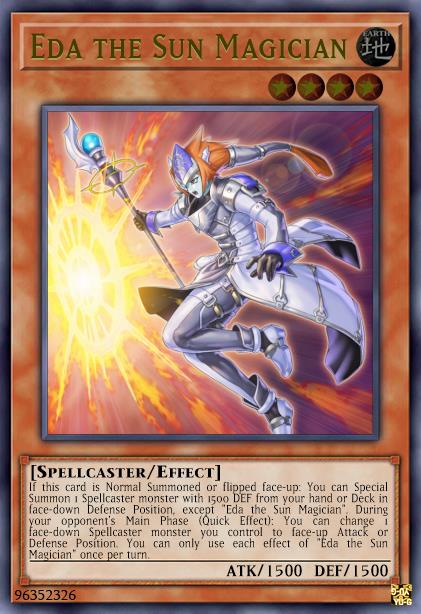 EDA THE SUN MAGICIAN
EARTH
地
[SPELLCASTER/EFFECT]
If this card is Normal Summoned or flipped face-up: You can Special
Summon 1 Spellcaster monster with 1500 DEF from your hand or Deck in
face-down Defense Position, except "Eda the Sun Magician". During
your opponent's Main Phase (Quick Effect): You can change 1
face-down Spellcaster monster you control to face-up Attack or
Defense Position. You can only use each effect of "Eda the Sun
Magician" once per turn.
ATK/1500 DEF/1500
96352326